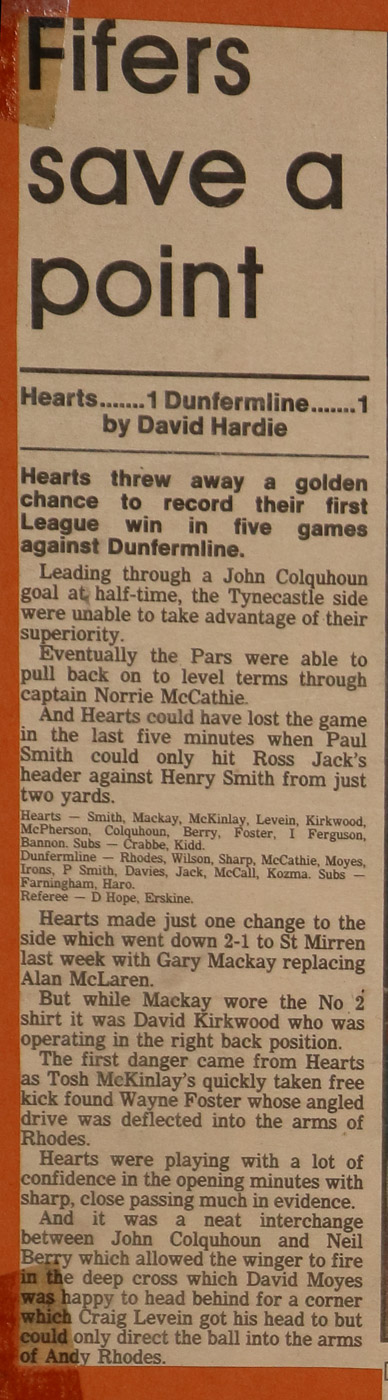 Fifers
save a
point
Hearts.......1 Dunfermline.......1
by David Hardie
Hearts threw away a golden
chance to record their first
League win in five games
against Dunfermline.
Leading through a John Colquhoun
goal at half-time, the Tynecastle side
were unable to take advantage of their
superiority.
Eventually the Pars were able to
pull back on to level terms through
captain Norrie McCathie.
And Hearts could have lost the game
in the last five minutes when Paul
Smith could only hit Ross Jack's
header against Henry Smith from just
two yards.
Hearts — Smith, Mackay, McKinlay, Levein, Kirkwood,
McPherson, Colquhoun, Berry, Foster, I Ferguson,
Bannon. Subs — Crabbe, Kidd.
Dunfermline — Rhodes, Wilson, Sharp, McCathie, Moyes,
Irons, P Smith, Davies, Jack, McCall, Kozma. Subs —
Farningham, Haro.
Referee — D Hope, Erskine.
Hearts made just one change to the
side which went down 2-1 to St Mirren
last week with Gary Mackay replacing
Alan McLaren.
But while Mackay wore the No 2
shirt it was David Kirkwood who was
operating in the right back position.
The first danger came from Hearts
as Tosh McKinlay's quickly taken free
kick found Wayne Foster whose angled
drive was deflected into the arms of
Rhodes.
Hearts were playing with a lot of
confidence in the opening minutes with
sharp, close passing much in evidence.
And it was a neat interchange
between John Colquhoun and Neil
Berry which allowed the winger to fire
in the deep cross which David Moyes
was happy to head behind for a corner
which Craig Levein got his head to but
could only direct the ball into the arms
of Andy Rhodes.